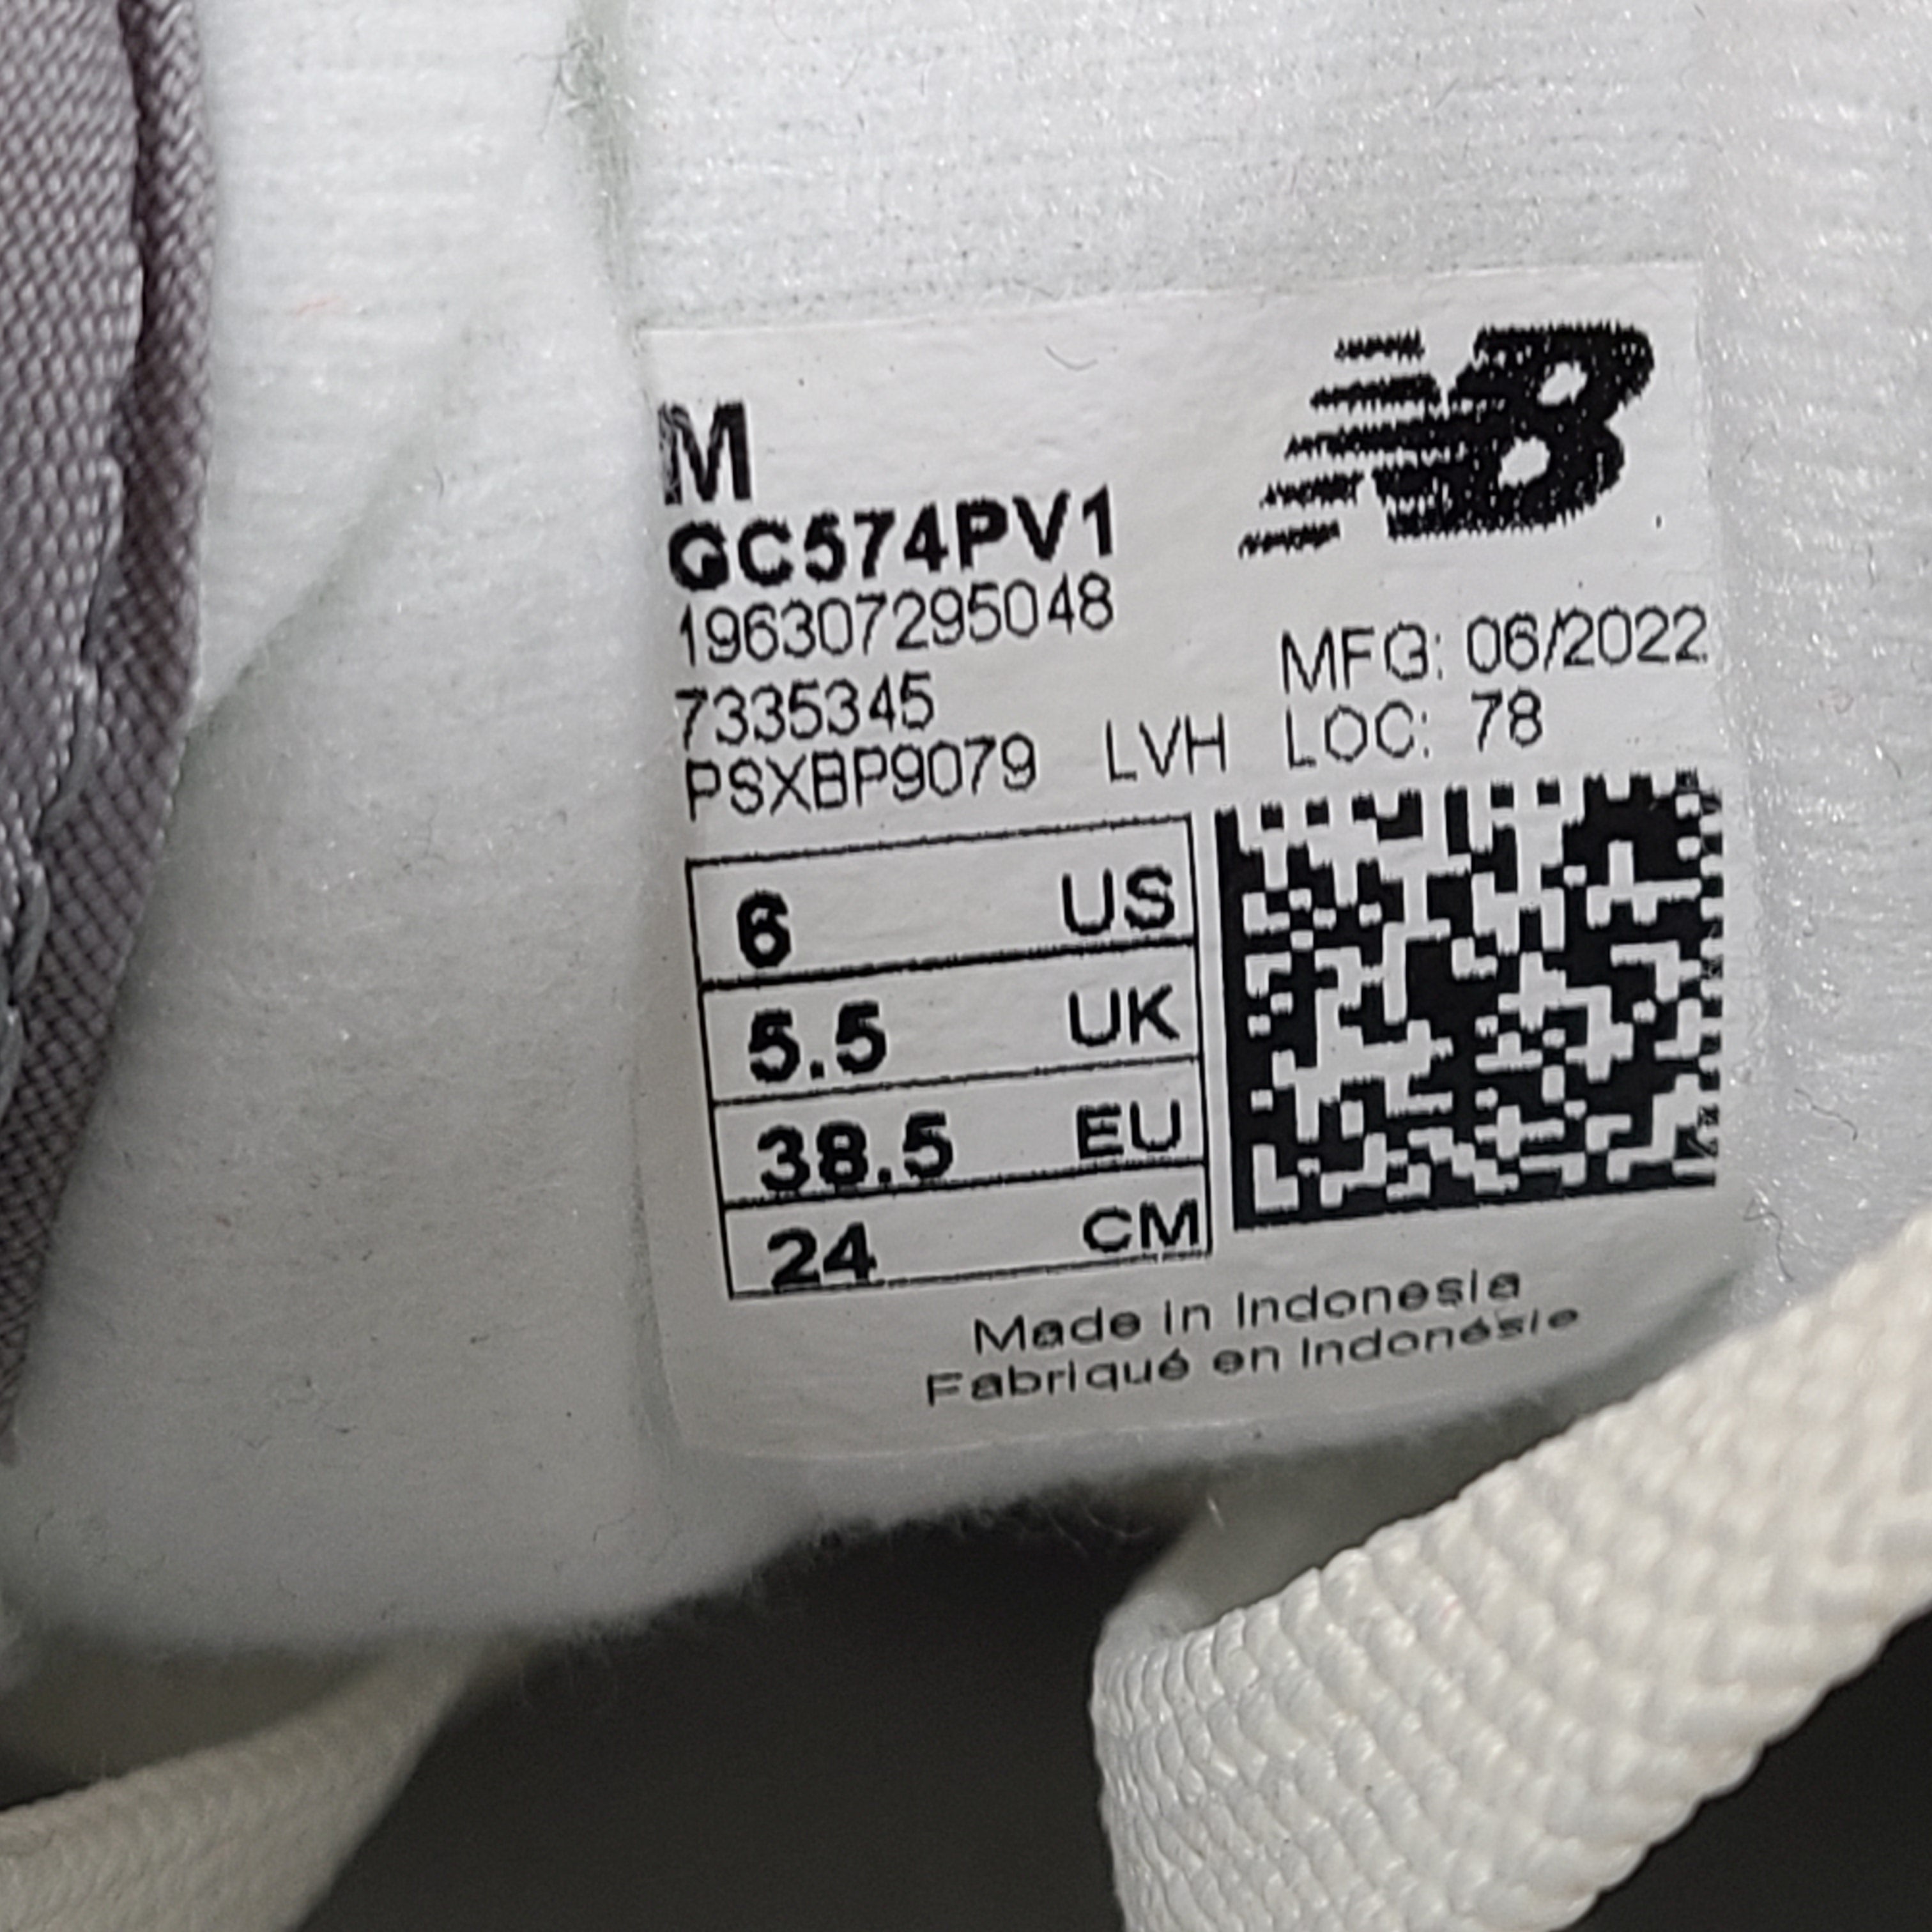 NB
M
GC574PV1
196307295048
7335345
MFG: 06/2022
PSXBP9079 LVH LOC: 78
6 US
5.5 UK
38.5 EU
24 CM
Made in Indonesia
Fabriqué en Indonésie